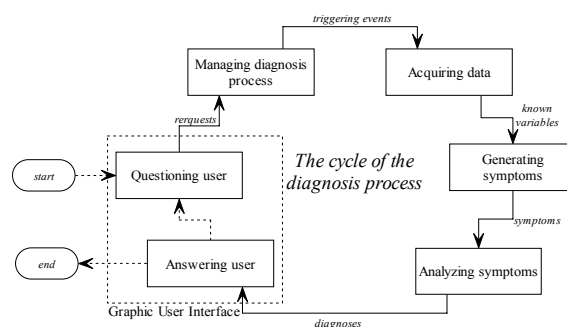 triggering events
Managing diagnosis
process
Acquiring data
known
variables
rerquests
The cycle of the
diagnosis process
Generating
symptoms
start
Questioning user
symptoms
end
Answering user
Analyzing symptoms
Graphic User Interface
diagnoses